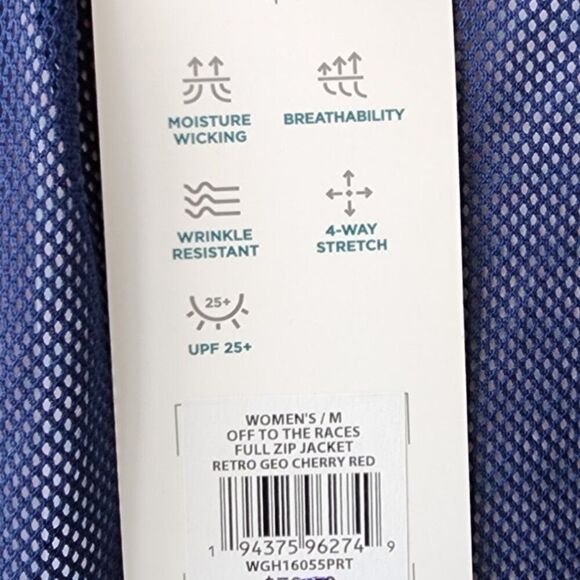 MOISTURE WICKING
BREATHABILITY
WRINKLE RESISTANT
4-WAY STRETCH
25+
UPF 25+
WOMEN'S / M
OFF TO THE RACES
FULL ZIP JACKET
RETRO GEO CHERRY RED
1 94375 96274 9
WGH16055PRT